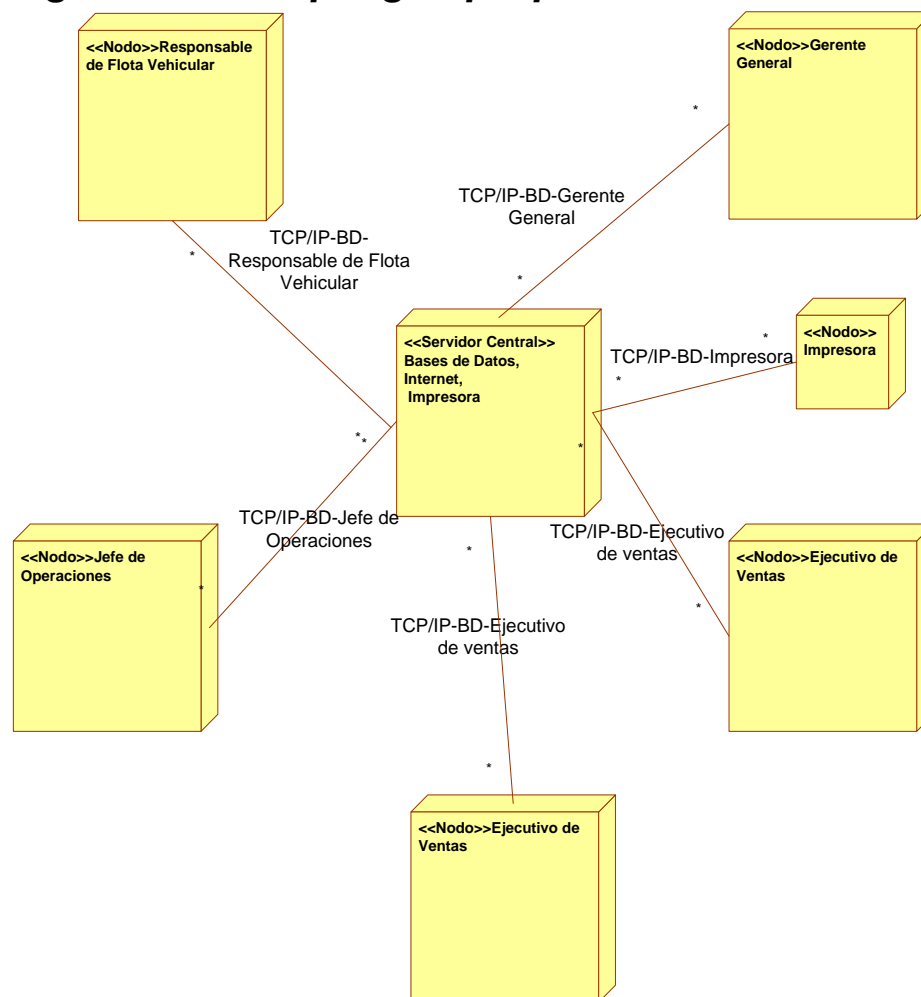 <<Nodo>>Responsable
de Flota Vehicular
<<Nodo>>Gerente
General
*
TCP/IP-BD-Gerente
General
*
TCP/IP-BD-
Responsable de Flota
Vehicular
*
<<Servidor Central>>
Bases de Datos,
Internet,
Impresora
*
<<Nodo>>
Impresora
TCP/IP-BD-Impresora
*
*
*
*
TCP/IP-BD-Jefe de
Operaciones
TCP/IP-BD-Ejecutivo
de ventas
*
<<Nodo>>Jefe de
Operaciones
*
<<Nodo>>Ejecutivo de
Ventas
*
TCP/IP-BD-Ejecutivo
de ventas
*
<<Nodo>>Ejecutivo de
Ventas